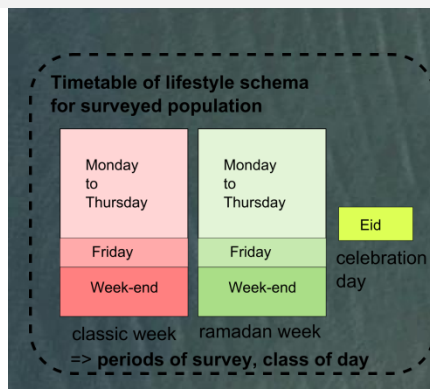 Timetable of lifestyle schema
for surveyed population
Monday
to
Thursday
Friday
Week-end
classic week
Monday
to
Thursday
Friday
Week-end
ramadan week
Eid
celebration
day
=> periods of survey, class of day